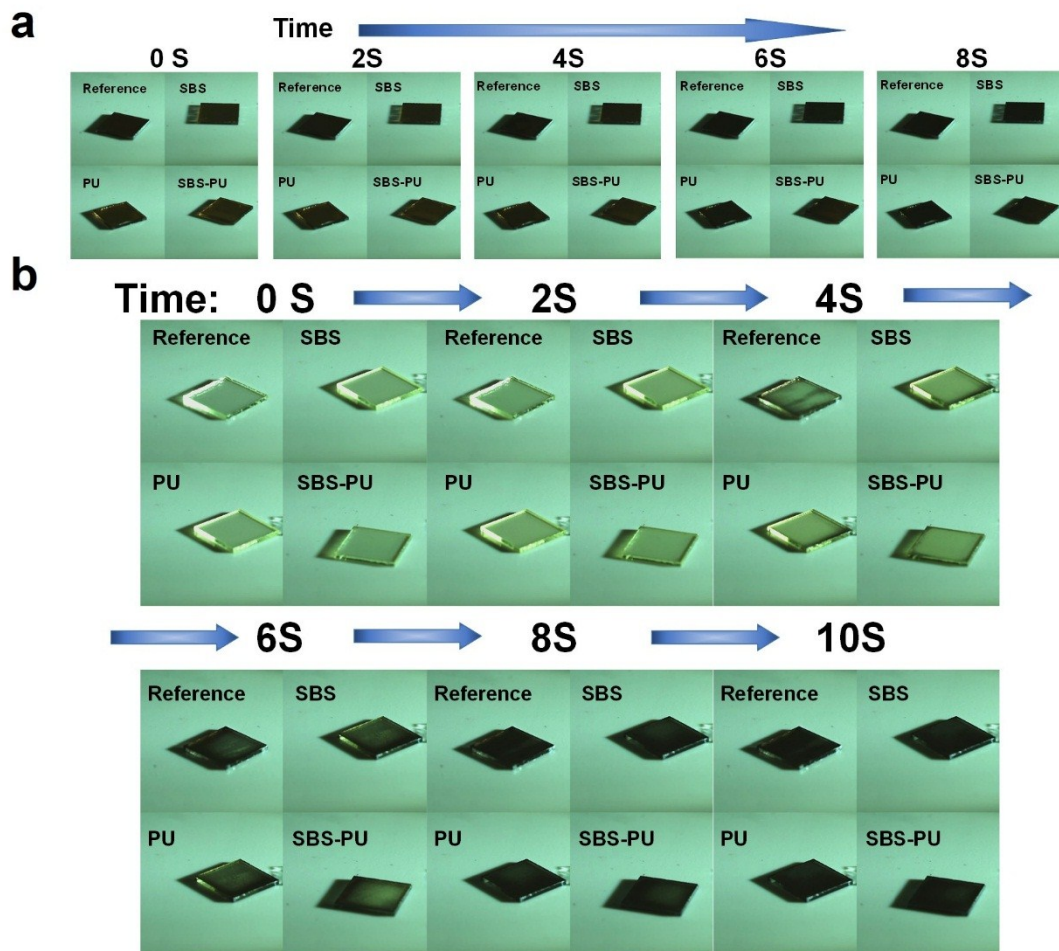 a
Time
0 S 2S 4S 6S 8S
Reference SBS Reference SBS Reference SBS Reference SBS Reference SBS
PU SBS-PU PU SBS-PU PU SBS-PU PU SBS-PU PU SBS-PU
b
Time: 0 S 2S 4S
Reference SBS Reference SBS Reference SBS
PU SBS-PU PU SBS-PU PU SBS-PU
6S 8S 10S
Reference SBS Reference SBS Reference SBS
PU SBS-PU PU SBS-PU PU SBS-PU